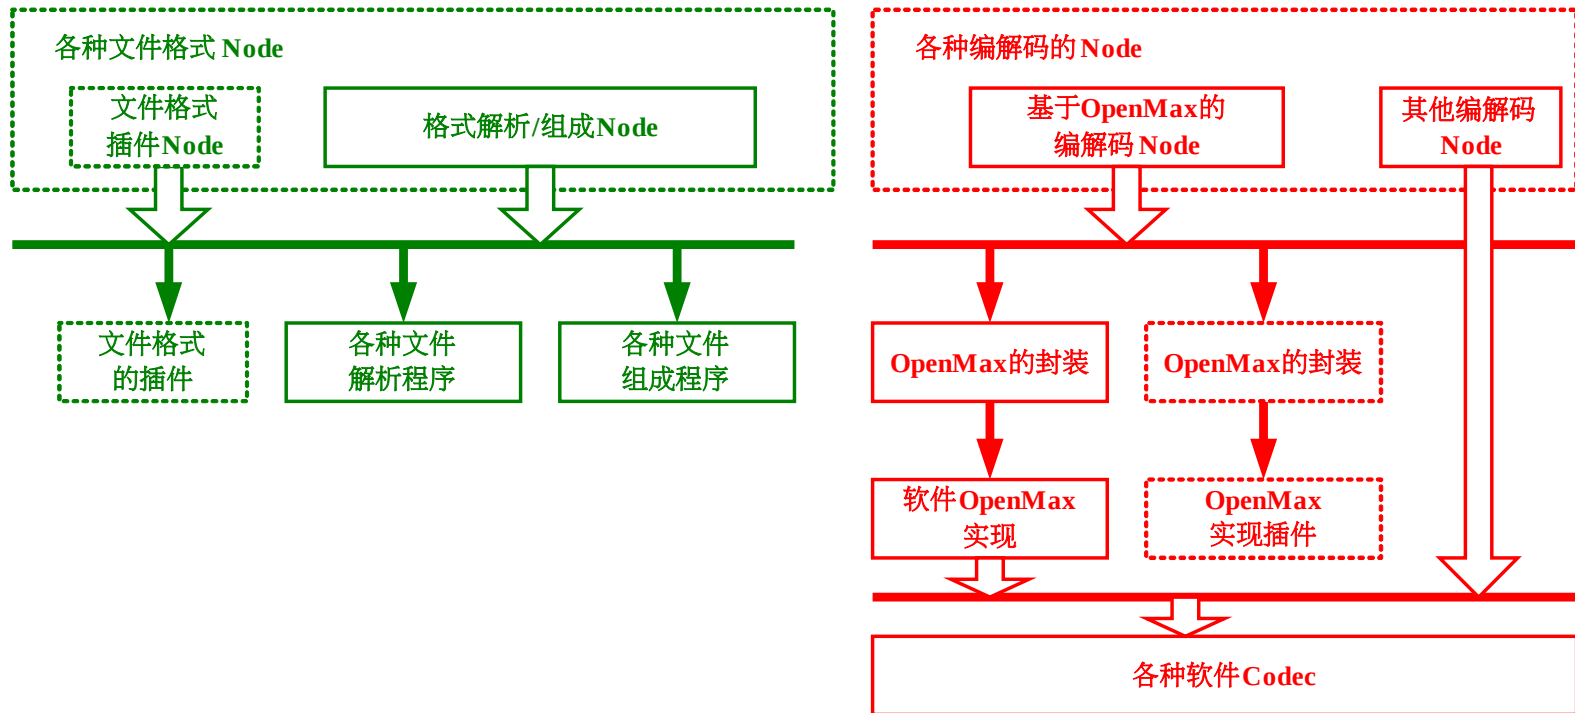 各种文件格式 Node
文件格式
插件Node
格式解析/组成Node
文件格式
的插件
各种文件
解析程序
各种文件
组成程序
各种编解码的 Node
基于OpenMax的
编解码 Node
其他编解码
Node
OpenMax的封装
OpenMax的封装
软件OpenMax
实现
OpenMax
实现插件
各种软件Codec